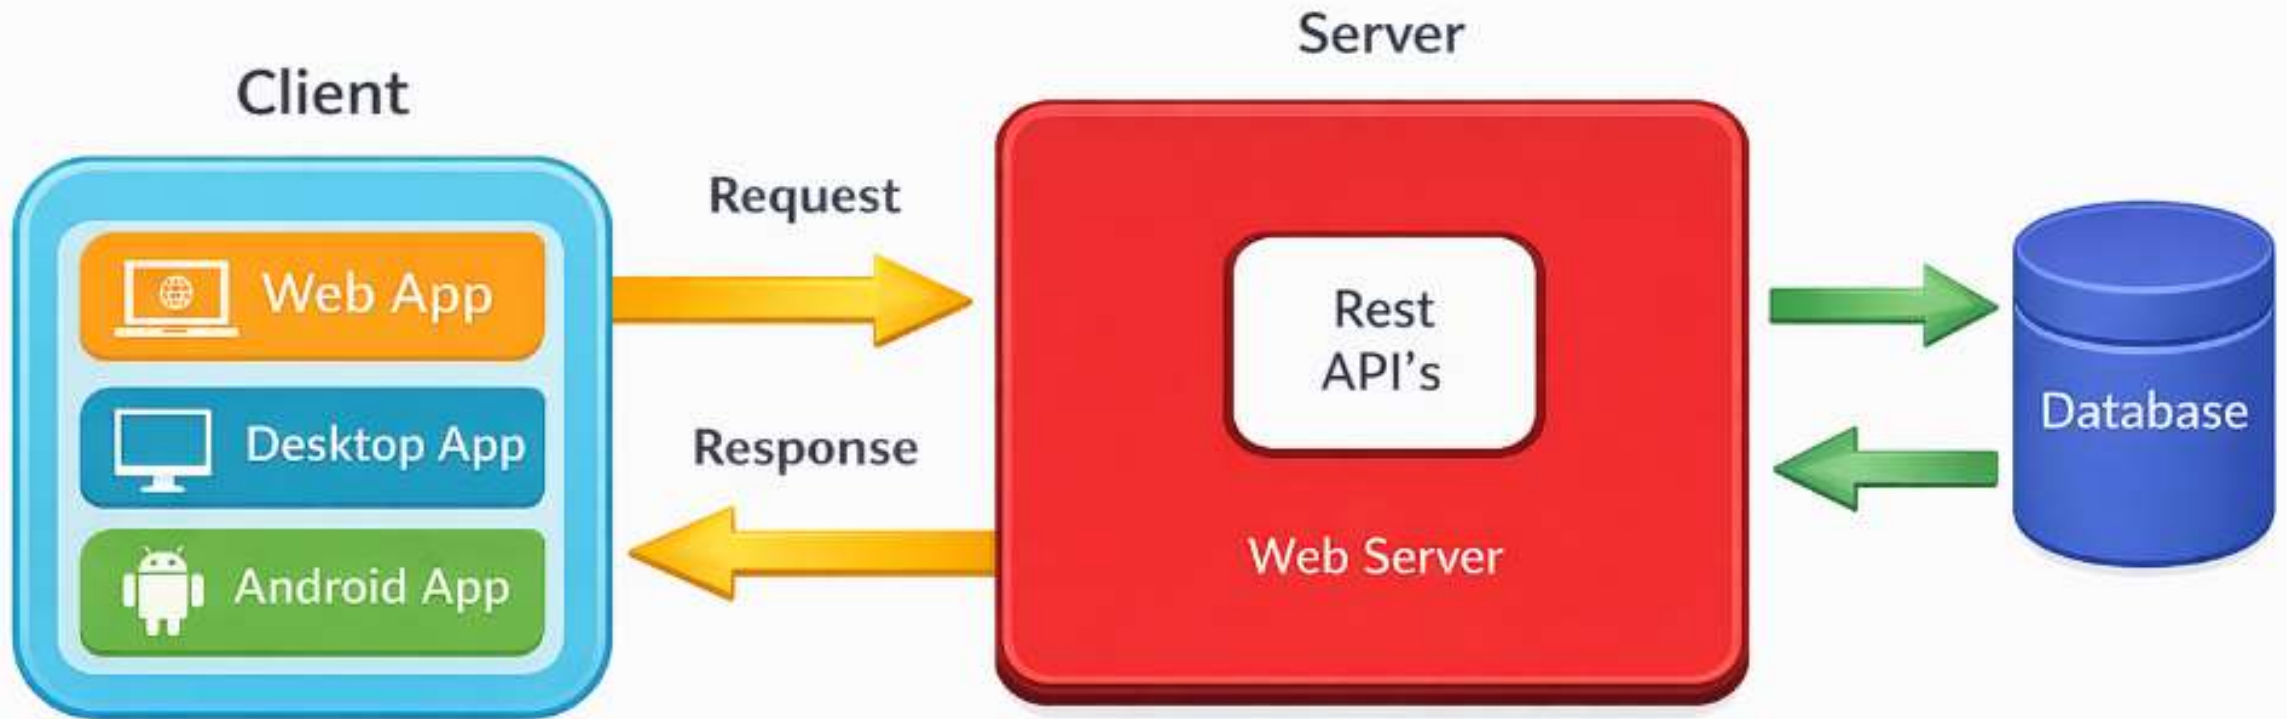 Client
Web App
Desktop App
Android App
Request
Response
Server
Rest
API’s
Web Server
Database